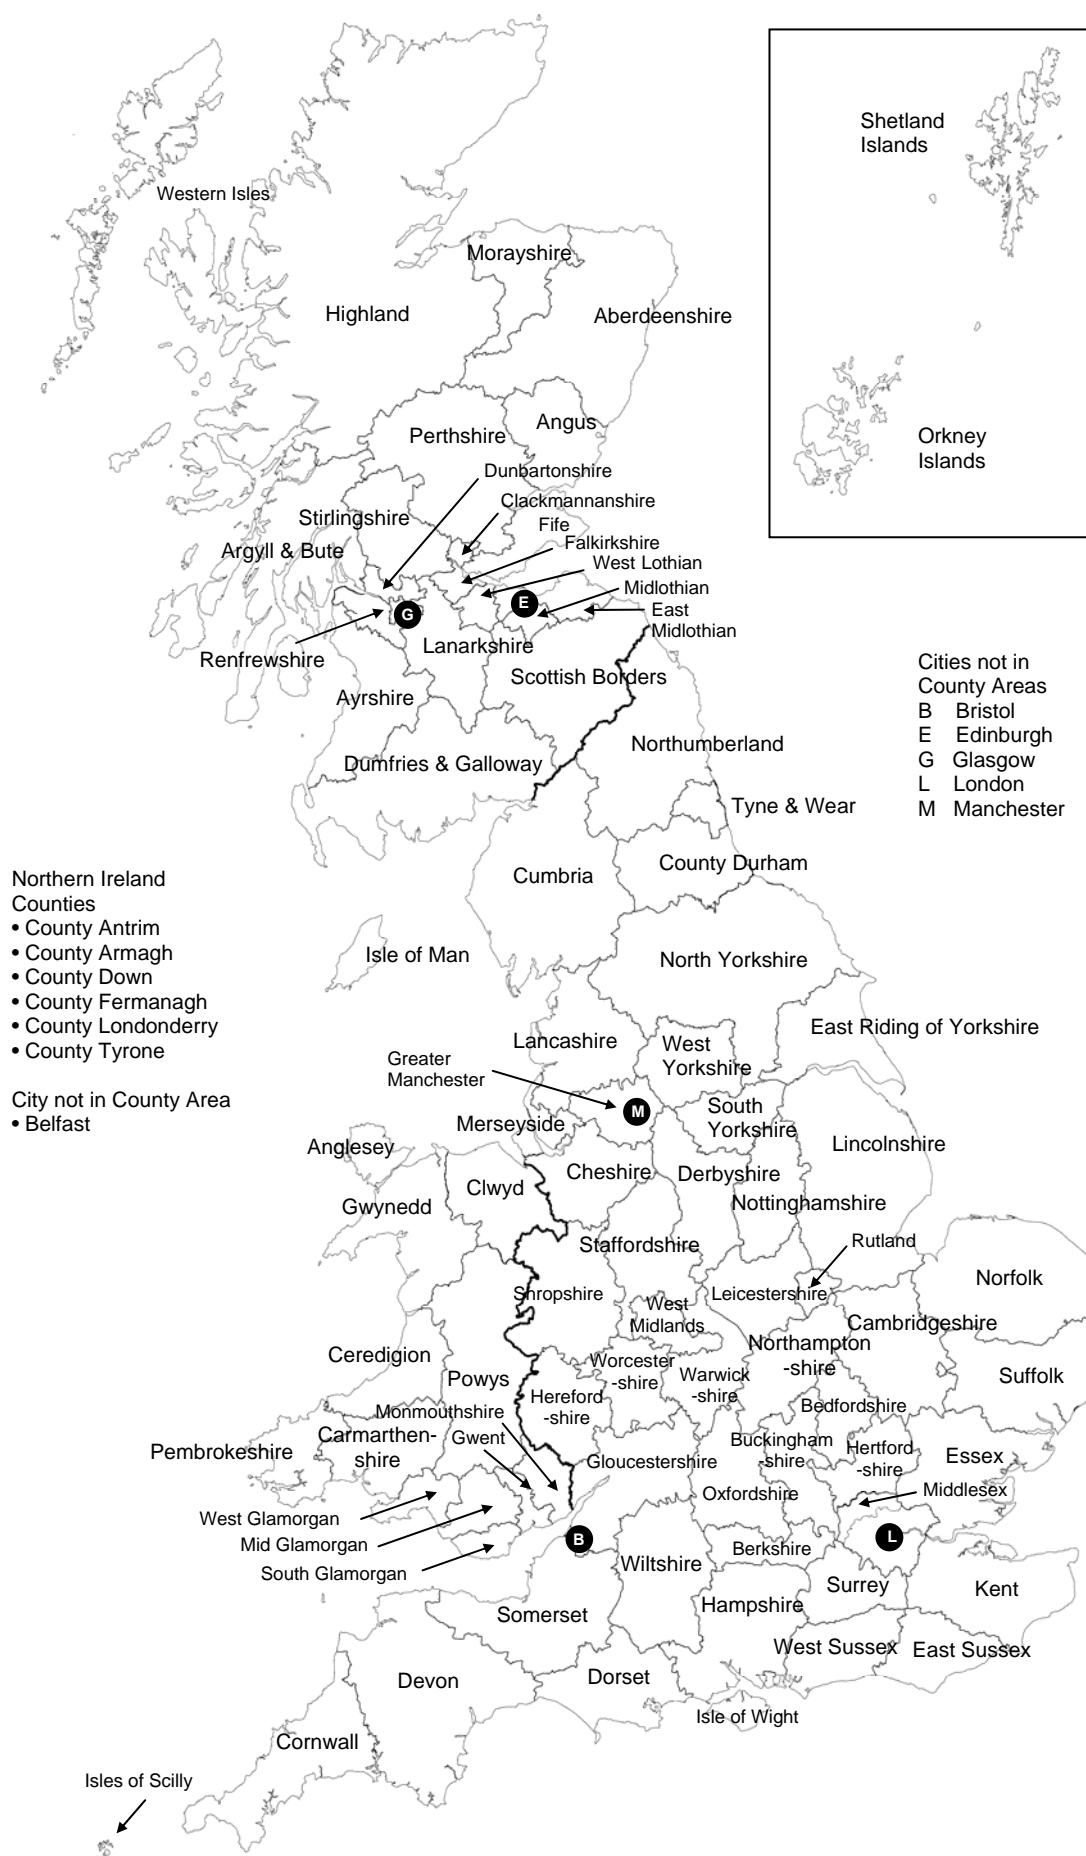 Shetland
Islands
Western Isles
Morayshire
Highland
Aberdeenshire
Angus
Perthshire
Orkney
Islands
Dunbartonshire
Clackmannanshire
Stirlingshire
Fife
Falkirkshire
Argyll & Bute
West Lothian
Midlothian
E
G
East
Midlothian
Lanarkshire
Renfrewshire
Scottish Borders
Ayrshire
Cities not in
County Areas
B Bristol
E Edinburgh
G Glasgow
L London
M Manchester
Northumberland
Dumfries & Galloway
Tyne & Wear
County Durham
Cumbria
Northern Ireland
Counties
• County Antrim
• County Armagh
• County Down
• County Fermanagh
• County Londonderry
• County Tyrone
City not in County Area
• Belfast
Isle of Man
North Yorkshire
East Riding of Yorkshire
Lancashire
West
Yorkshire
Greater
Manchester
M
South
Yorkshire
Merseyside
Lincolnshire
Anglesey
Cheshire
Derbyshire
Clwyd
Gwynedd
Nottinghamshire
Staffordshire
Rutland
Norfolk
Shropshire
Leicestershire
West
Midlands
Cambridgeshire
Northampton
-shire
Ceredigion
Worcester
-shire
Warwick
-shire
Suffolk
Powys
Hereford
-shire
Bedfordshire
Monmouthshire
Carmarthen-
shire
Gwent
Pembrokeshire
Buckingham
-shire
Hertford
-shire
Essex
Gloucestershire
Middlesex
Oxfordshire
West Glamorgan
Mid Glamorgan
B
L
Berkshire
South Glamorgan
Wiltshire
Surrey
Kent
Hampshire
Somerset
West Sussex
East Sussex
Devon
Dorset
Isle of Wight
Cornwall
Isles of Scilly